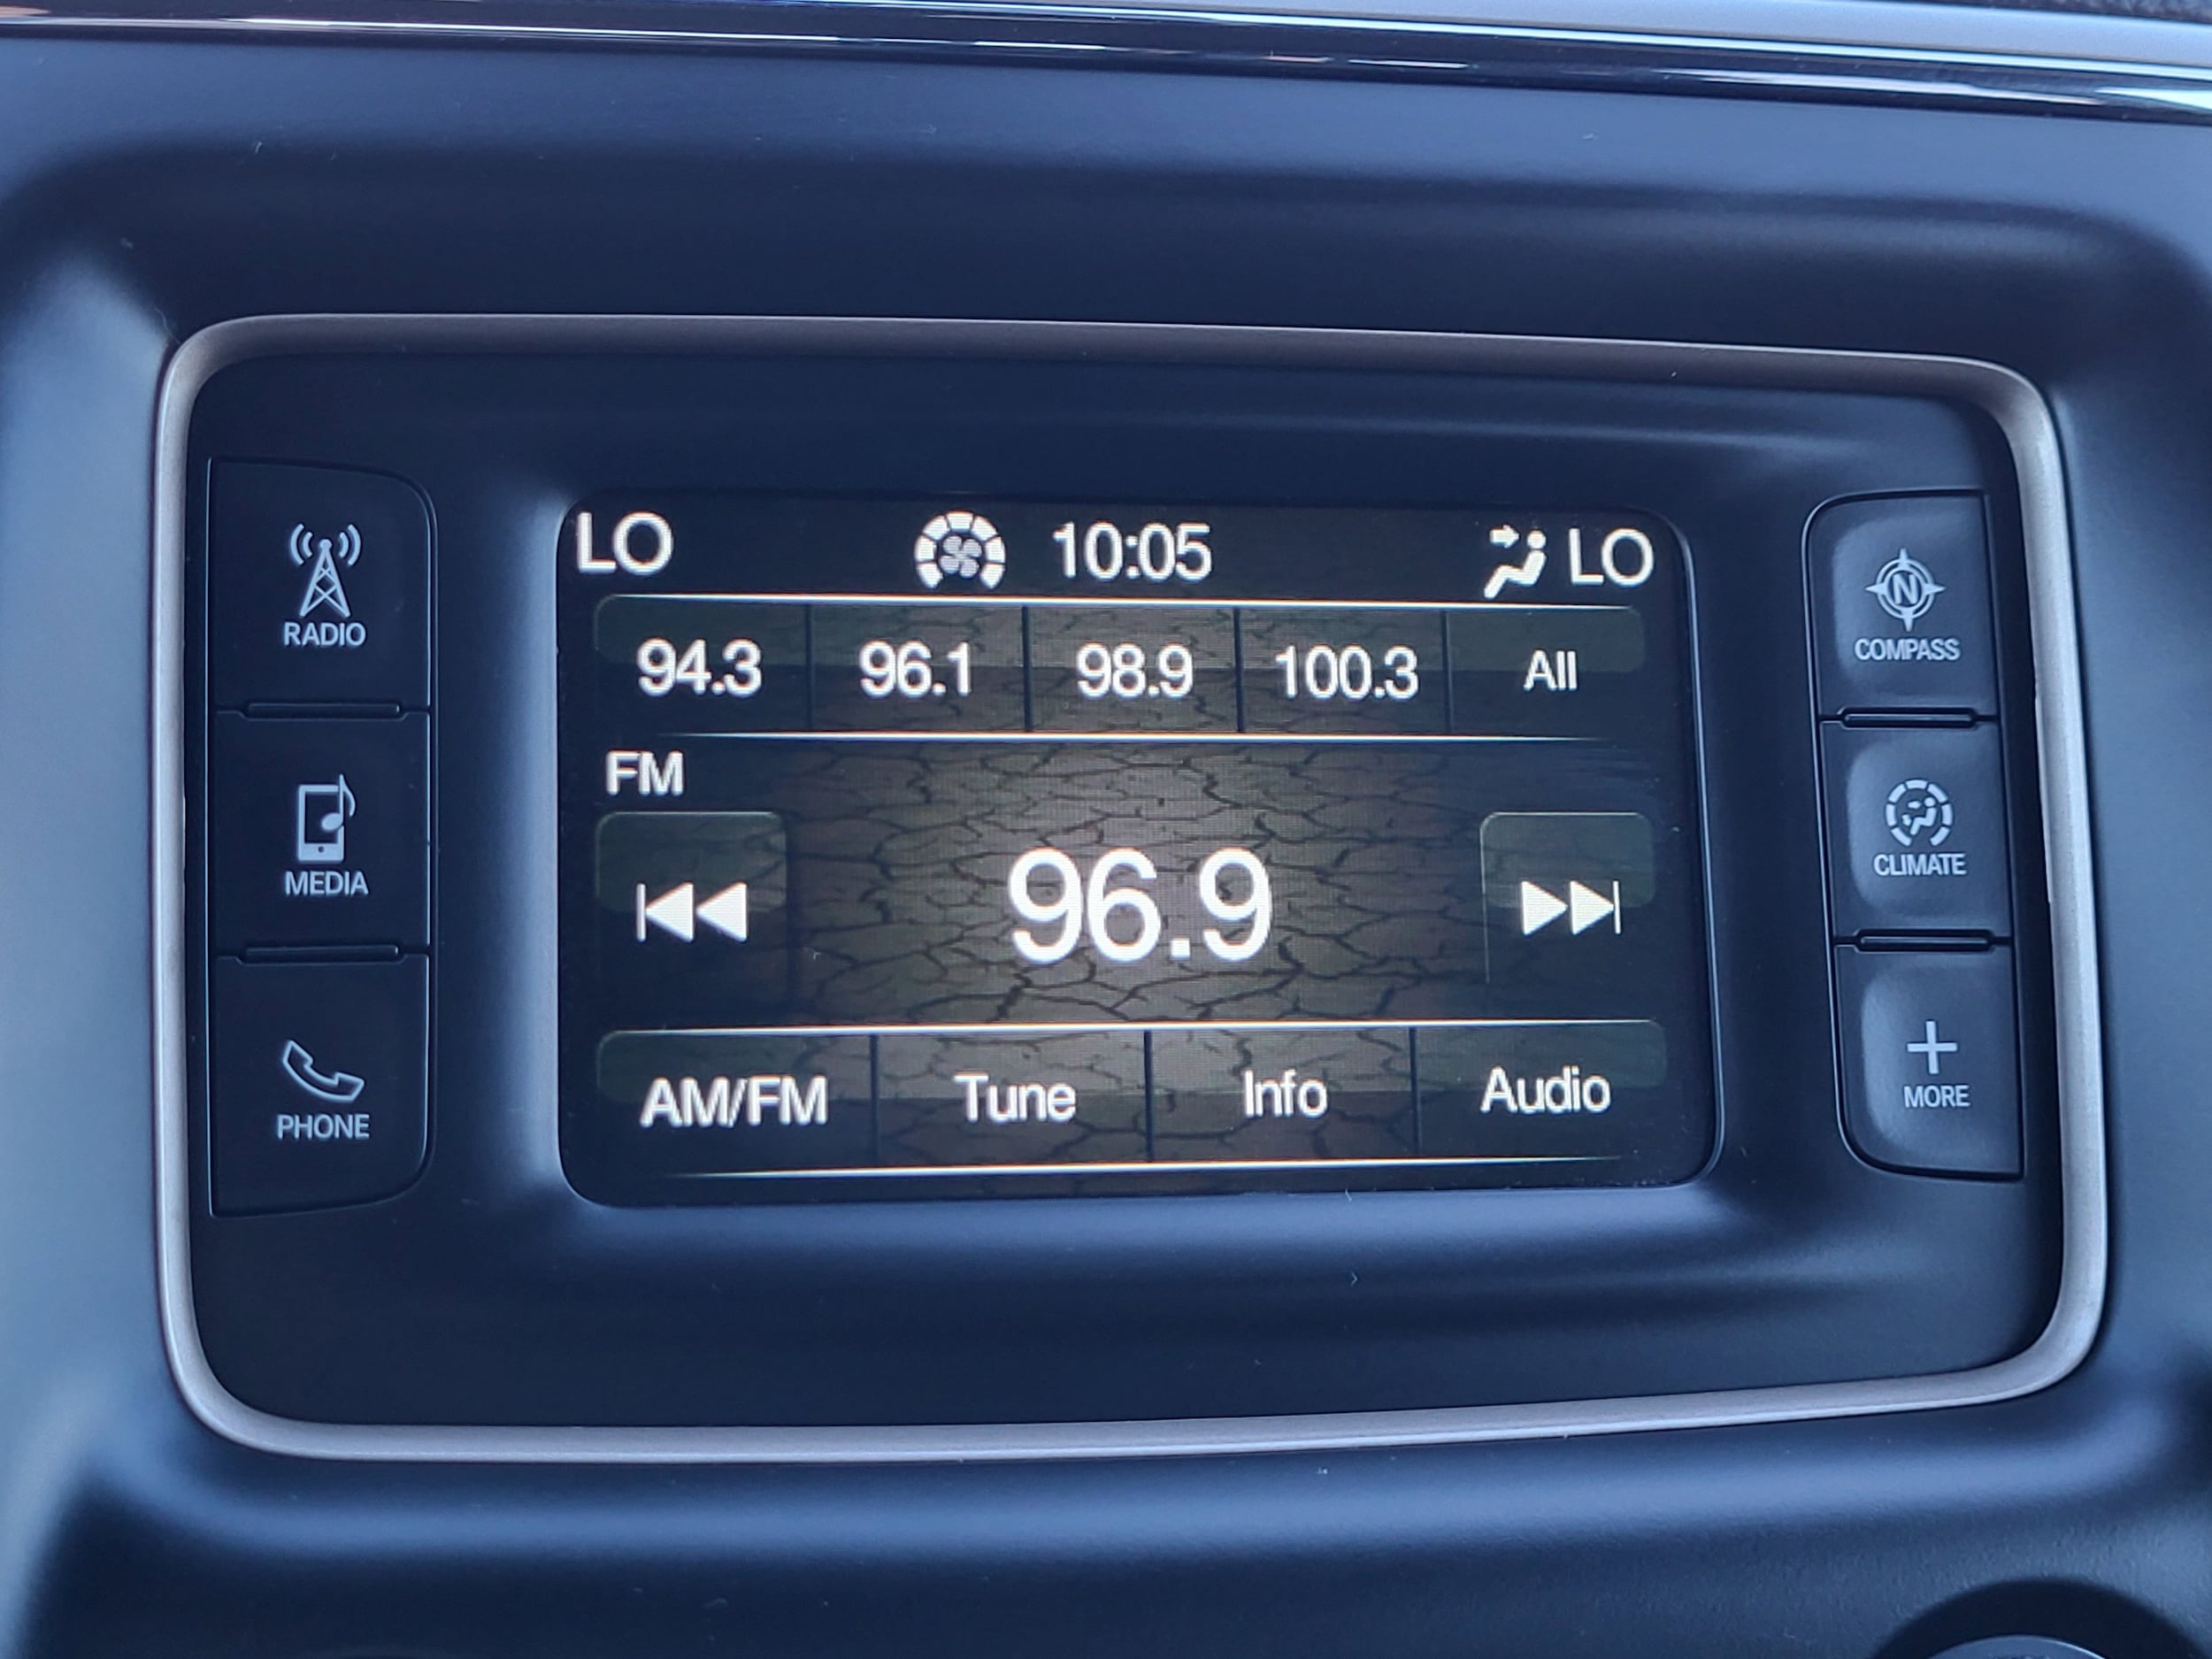 LO 10:05 LO
94.3 96.1 98.9 100.3 All
FM
96.9
AM/FM Tune Info Audio
RADIO
MEDIA
PHONE
N
COMPASS
CLIMATE
MORE